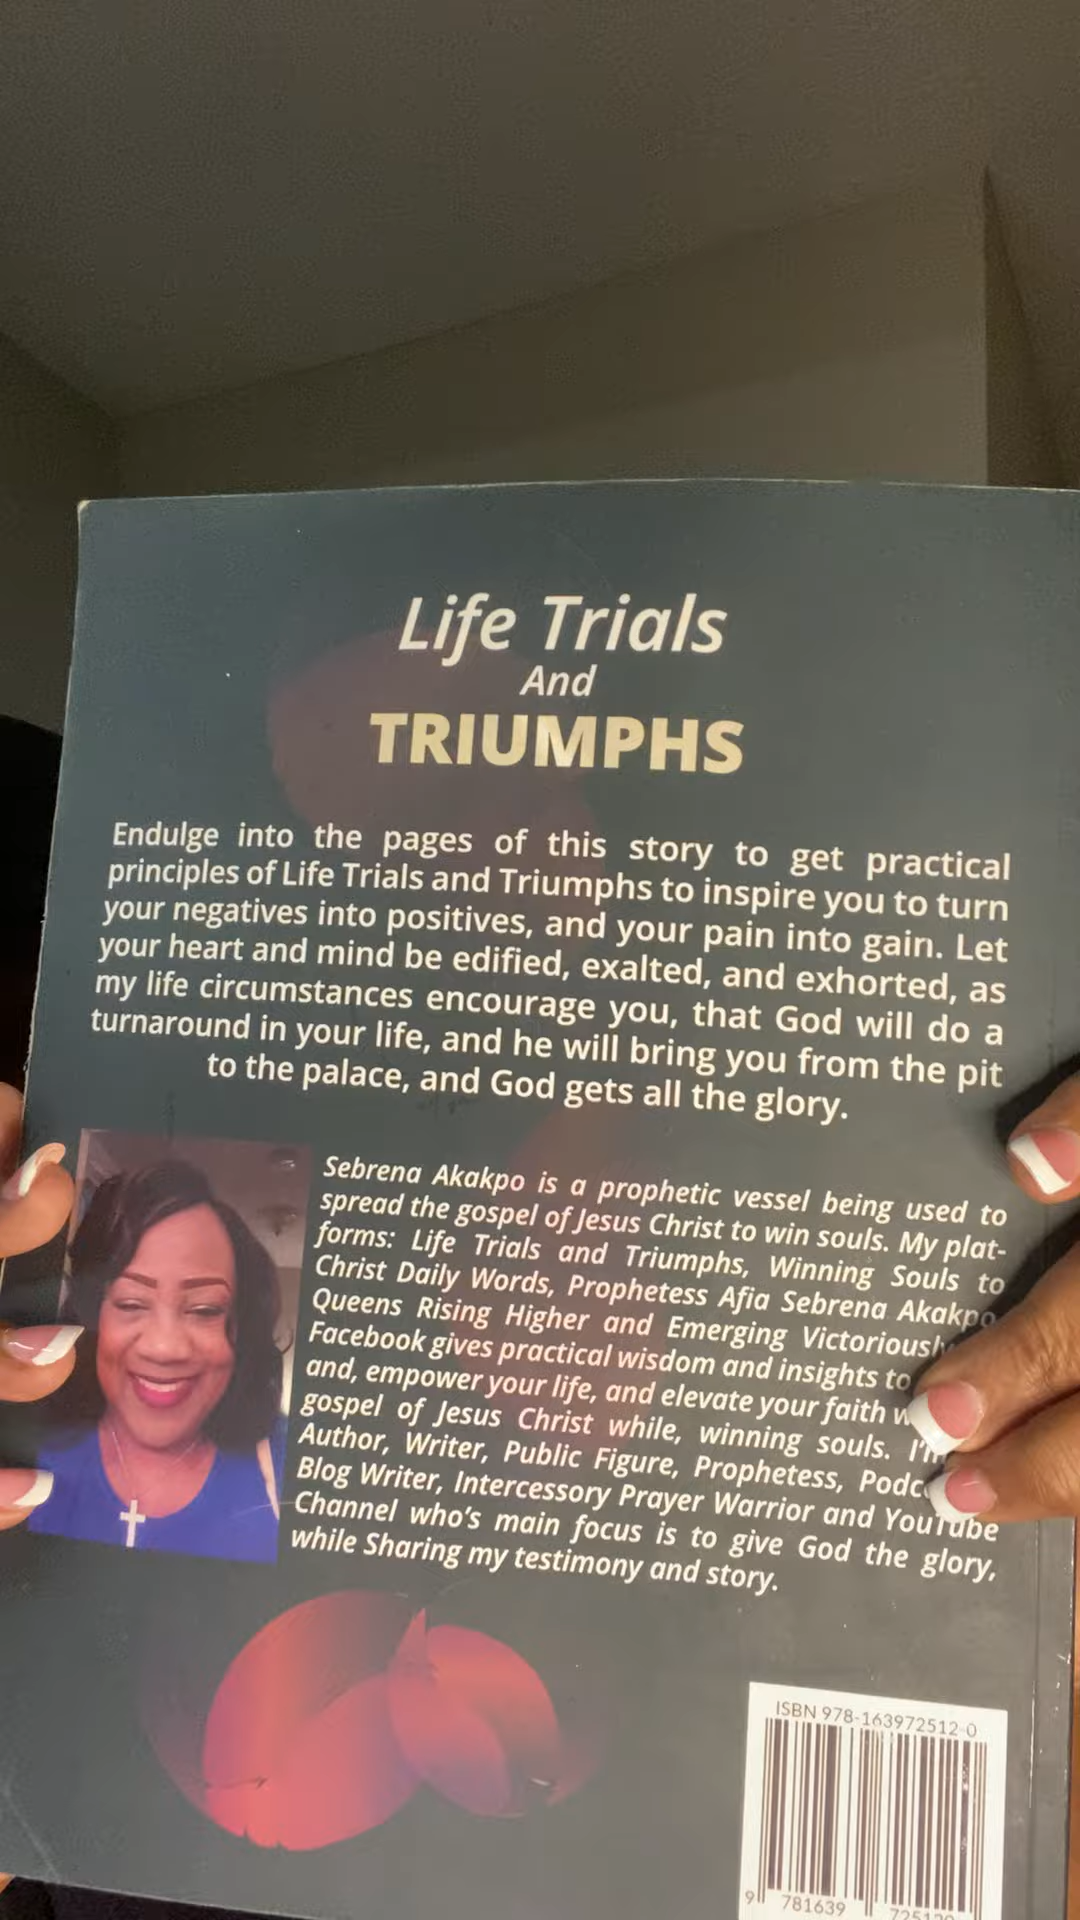 Life Trials
And
TRIUMPHS
Endulge into the pages of this story to get practical
principles of Life Trials and Triumphs to inspire you to turn
your negatives into positives, and your pain into gain. Let
your heart and mind be edified, exalted, and exhorted, as
my life circumstances encourage you, that God will do a
turnaround in your life, and he will bring you from the pit
to the palace, and God gets all the glory.
Sebrena Akakpo is a prophetic vessel being used to
spread the gospel of Jesus Christ to win souls. My plat-
forms: Life Trials and Triumphs, Winning Souls to
Christ Daily Words, Prophetess Afia Sebrena Akakpo
Queens Rising Higher and Emerging Victoriously
Facebook gives practical wisdom and insights to
and, empower your life, and elevate your faith
gospel of Jesus Christ while, winning souls. I'm
Author, Writer, Public Figure, Prophetess,
Blog Writer, Intercessory Prayer Warrior and YouTube
Channel who's main focus is to give God the glory,
while Sharing my testimony and story.
ISBN 978-163972512-0
9 781639